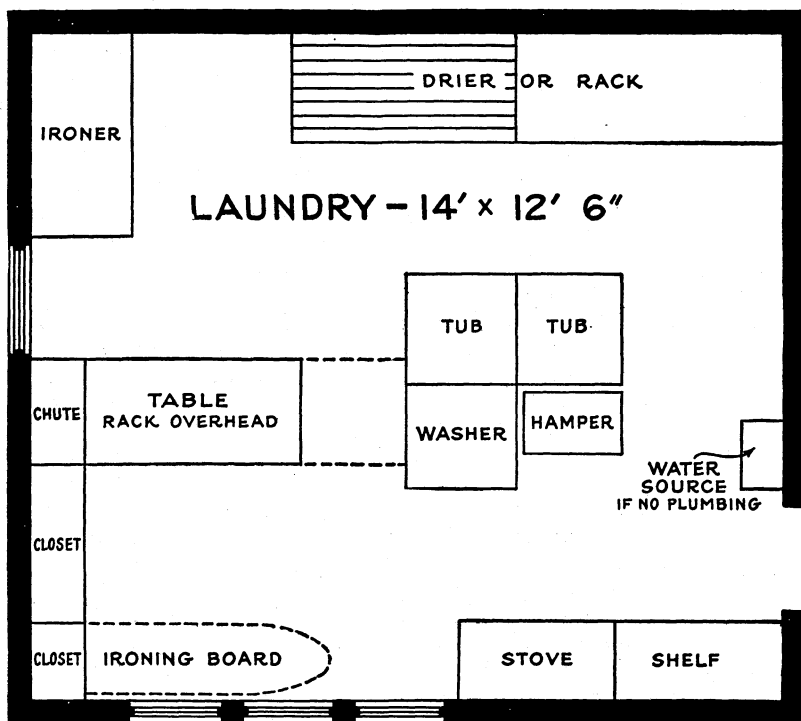 DRIER OR RACK
IRONER
LAUNDRY - 14' x 12' 6"
TUB
TUB
TABLE
RACK OVERHEAD
CHUTE
WASHER
HAMPER
WATER
SOURCE
IF NO PLUMBING
CLOSET
CLOSET
IRONING BOARD
STOVE
SHELF